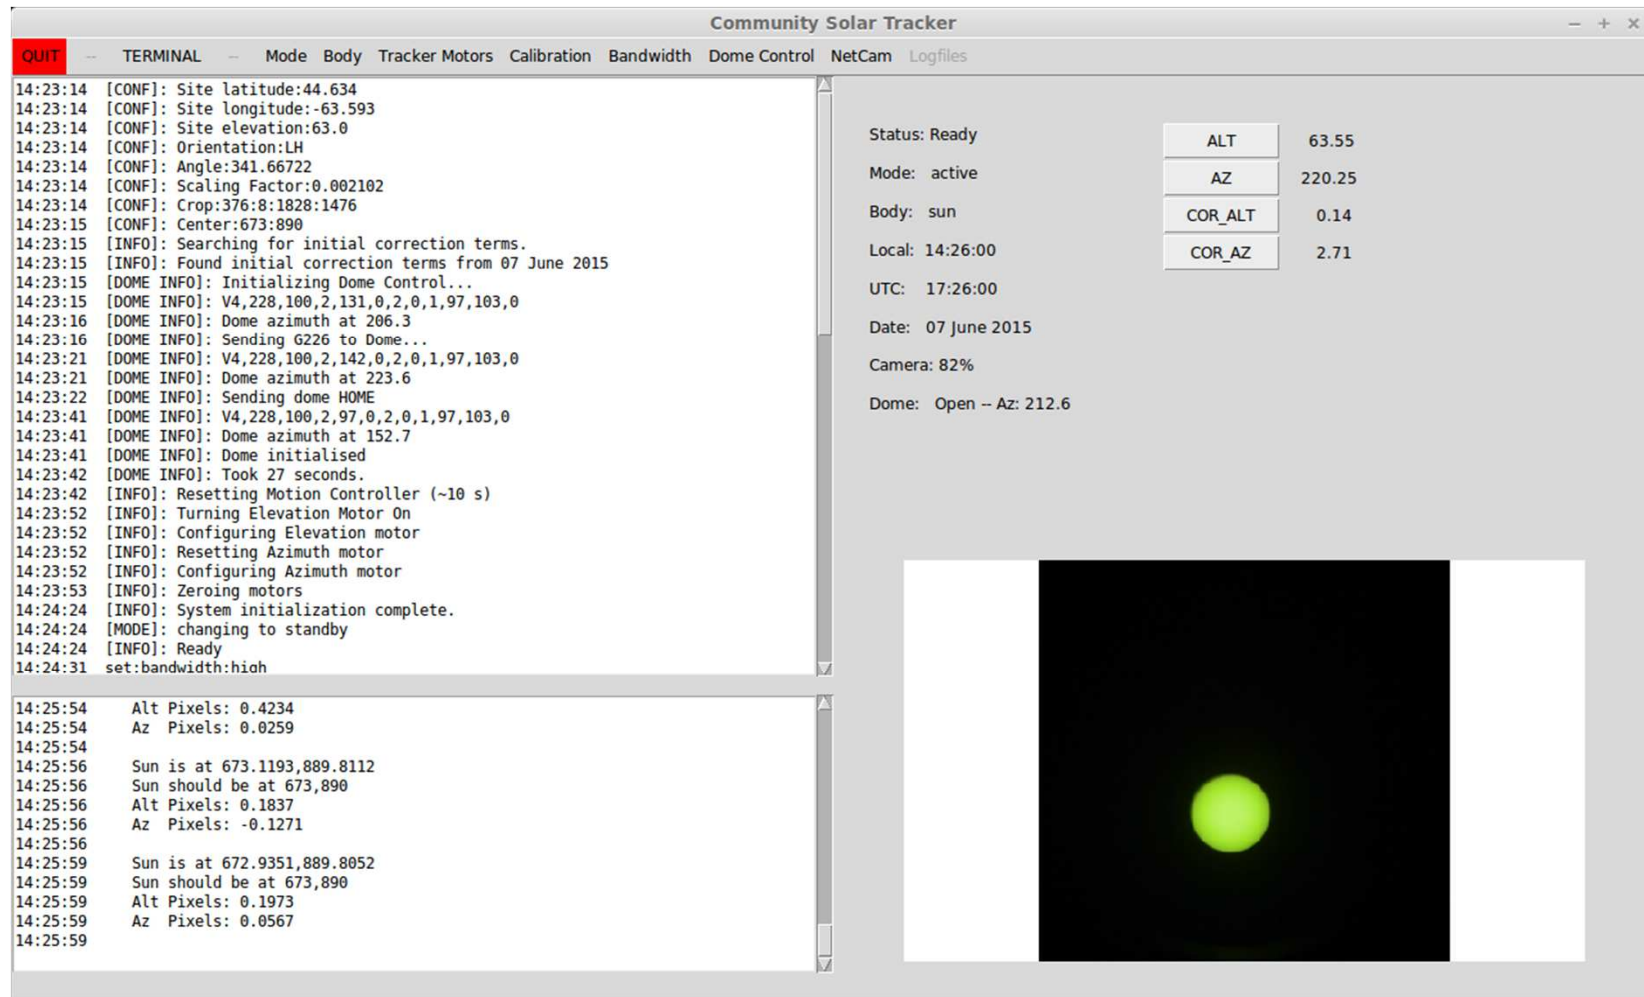 Community Solar Tracker
QUIT -- TERMINAL -- Mode Body Tracker Motors Calibration Bandwidth Dome Control NetCam Logfiles
14:23:14 [CONF]: Site latitude:44.634
14:23:14 [CONF]: Site longitude:-63.593
14:23:14 [CONF]: Site elevation:63.0
14:23:14 [CONF]: Orientation:LH
14:23:14 [CONF]: Angle:341.66722
14:23:14 [CONF]: Scaling Factor:0.002102
14:23:14 [CONF]: Crop:376:8:1828:1476
14:23:15 [CONF]: Center:673:890
14:23:15 [INFO]: Searching for initial correction terms.
14:23:15 [INFO]: Found initial correction terms from 07 June 2015
14:23:15 [DOME INFO]: Initializing Dome Control...
14:23:15 [DOME INFO]: V4,228,100,2,131,0,2,0,1,97,103,0
14:23:16 [DOME INFO]: Dome azimuth at 206.3
14:23:16 [DOME INFO]: Sending G226 to Dome...
14:23:21 [DOME INFO]: V4,228,100,2,142,0,2,0,1,97,103,0
14:23:21 [DOME INFO]: Dome azimuth at 223.6
14:23:22 [DOME INFO]: Sending dome HOME
14:23:41 [DOME INFO]: V4,228,100,2,97,0,2,0,1,97,103,0
14:23:41 [DOME INFO]: Dome azimuth at 152.7
14:23:41 [DOME INFO]: Dome initialised
14:23:42 [DOME INFO]: Took 27 seconds.
14:23:42 [INFO]: Resetting Motion Controller (~10 s)
14:23:52 [INFO]: Turning Elevation Motor On
14:23:52 [INFO]: Configuring Elevation motor
14:23:52 [INFO]: Resetting Azimuth motor
14:23:52 [INFO]: Configuring Azimuth motor
14:23:53 [INFO]: Zeroing motors
14:24:24 [INFO]: System initialization complete.
14:24:24 [MODE]: changing to standby
14:24:24 [INFO]: Ready
14:24:31 set:bandwidth:high
14:25:54 Alt Pixels: 0.4234
14:25:54 Az Pixels: 0.0259
14:25:54
14:25:56 Sun is at 673.1193,889.8112
14:25:56 Sun should be at 673,890
14:25:56 Alt Pixels: 0.1837
14:25:56 Az Pixels: -0.1271
14:25:56
14:25:59 Sun is at 672.9351,889.8052
14:25:59 Sun should be at 673,890
14:25:59 Alt Pixels: 0.1973
14:25:59 Az Pixels: 0.0567
14:25:59
Status: Ready
Mode: active
Body: sun
Local: 14:26:00
UTC: 17:26:00
Date: 07 June 2015
Camera: 82%
Dome: Open -- Az: 212.6
ALT 63.55
AZ 220.25
COR_ALT 0.14
COR_AZ 2.71